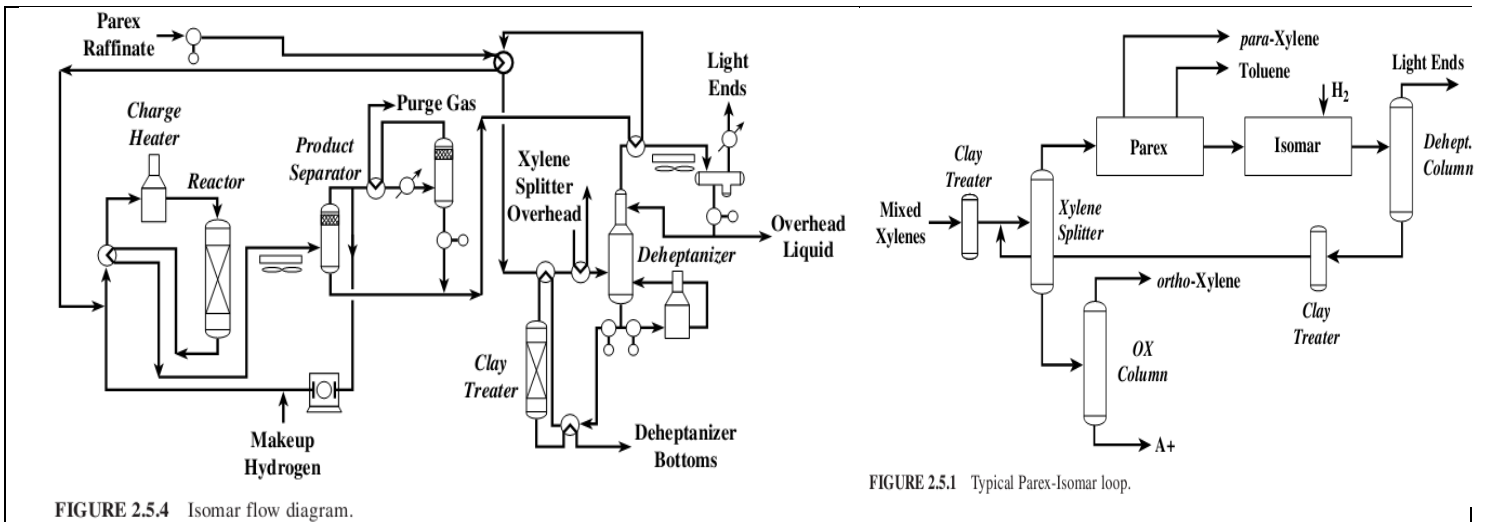 Parex
Raffinate
Light
Ends
Charge
Heater
Purge Gas
Product
Separator
Reactor
Xylene
Splitter
Overhead
Overhead
Liquid
Deheptanizer
Clay
Treater
Makeup
Hydrogen
Deheptanizer
Bottoms
FIGURE 2.5.4 Isomar flow diagram.
para-Xylene
Toluene
Light Ends
H2
Parex
Isomar
Dehept.
Column
Clay
Treater
Mixed
Xylenes
Xylene
Splitter
ortho-Xylene
Clay
Treater
OX
Column
A+
FIGURE 2.5.1 Typical Parex-Isomar loop.